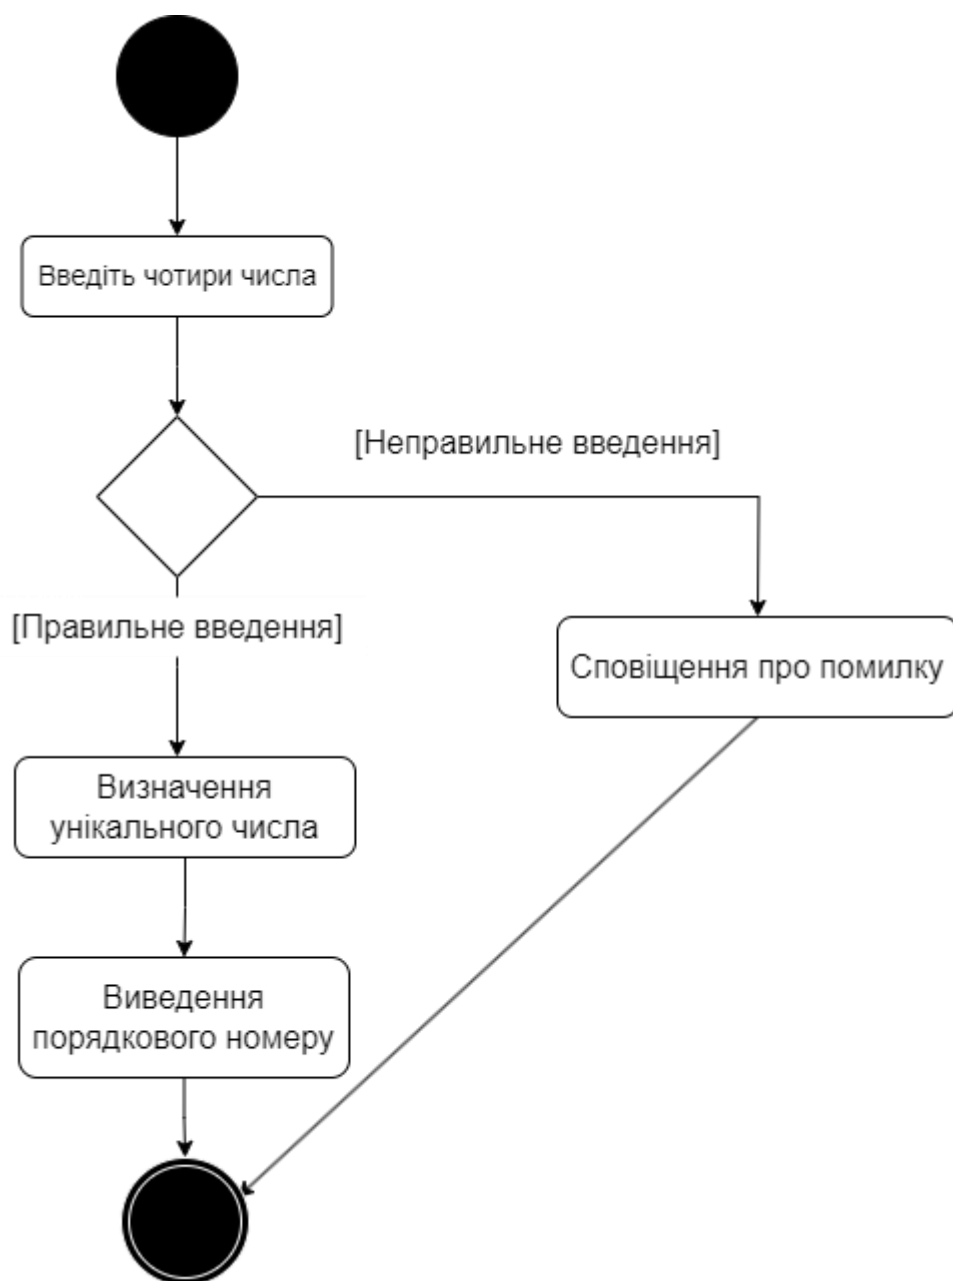 Введіть чотири числа
[Неправильне введення]
[Правильне введення]
Сповіщення про помилку
Визначення
унікального числа
Виведення
порядкового номеру